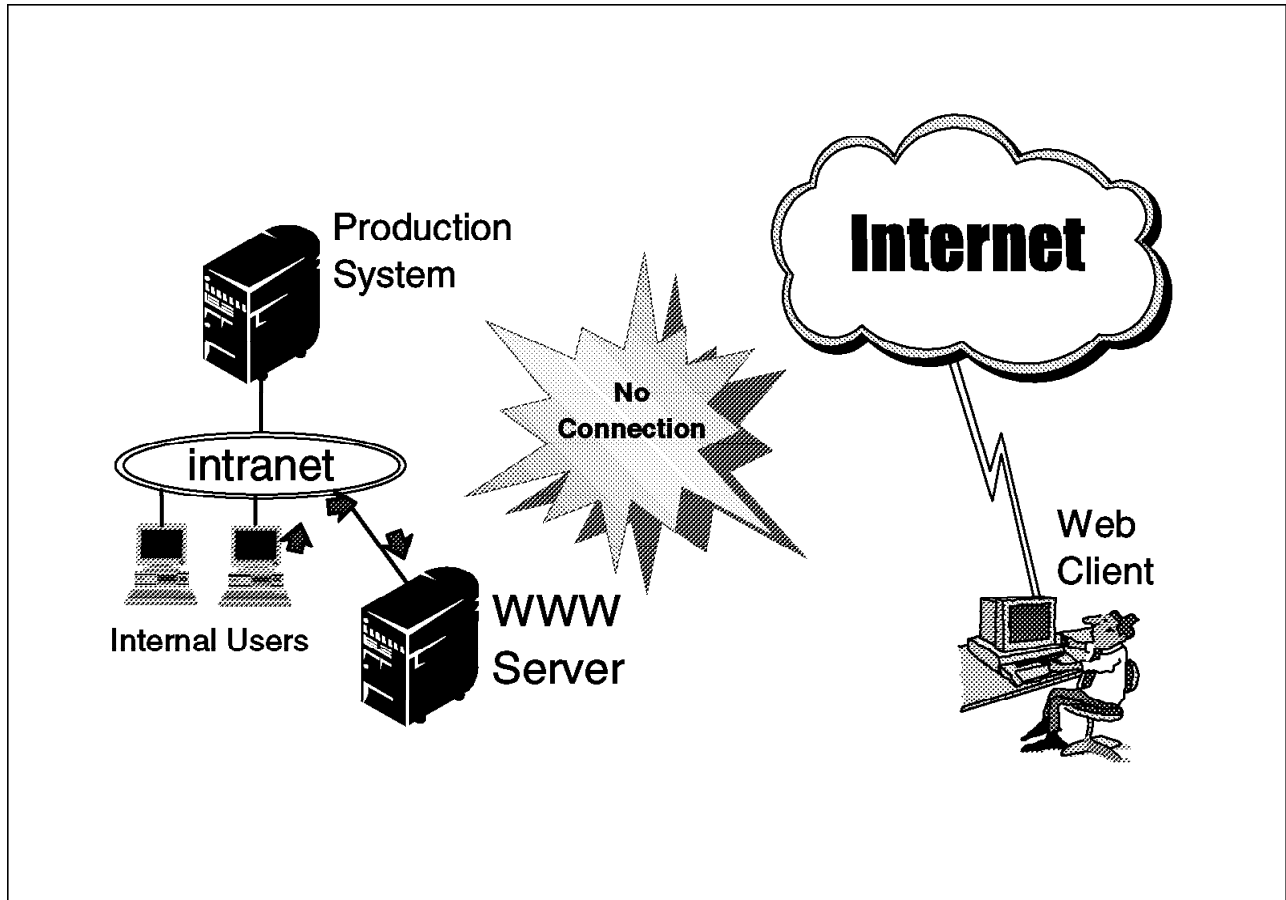 Production
System
Internet
No
Connection
intranet
Internal Users
WWW
Server
Web
Client